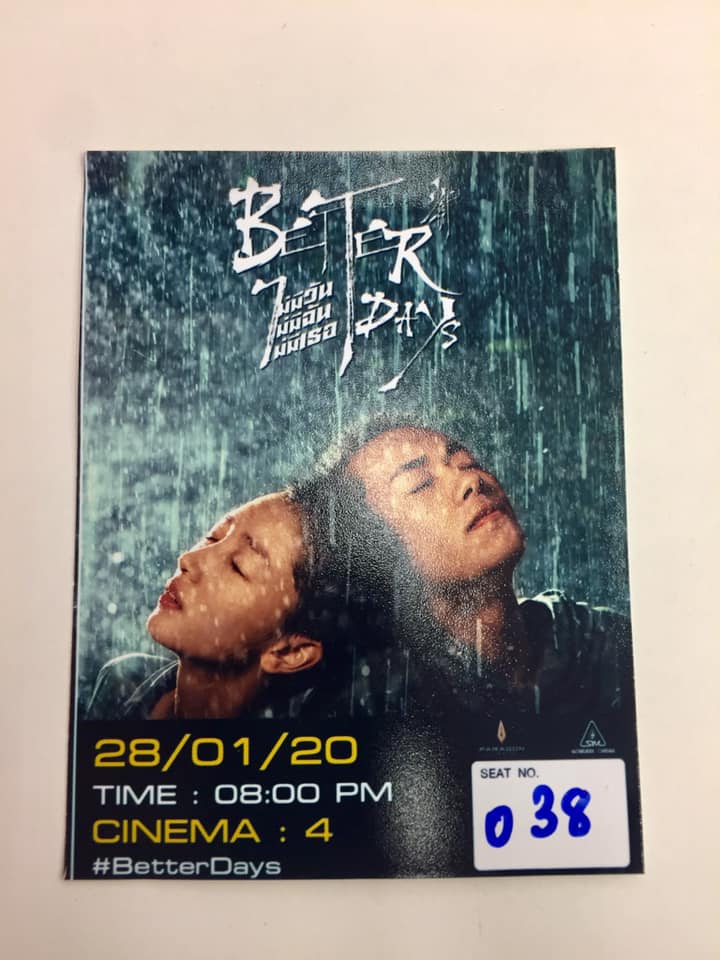 BETTER
DAYS
ไม่มีวัน
ไม่มีฉัน
ไม่มีเธอ
28/01/20
TIME : 08:00 PM
CINEMA : 4
#BetterDays
PARAGON
SEAT NO.
038